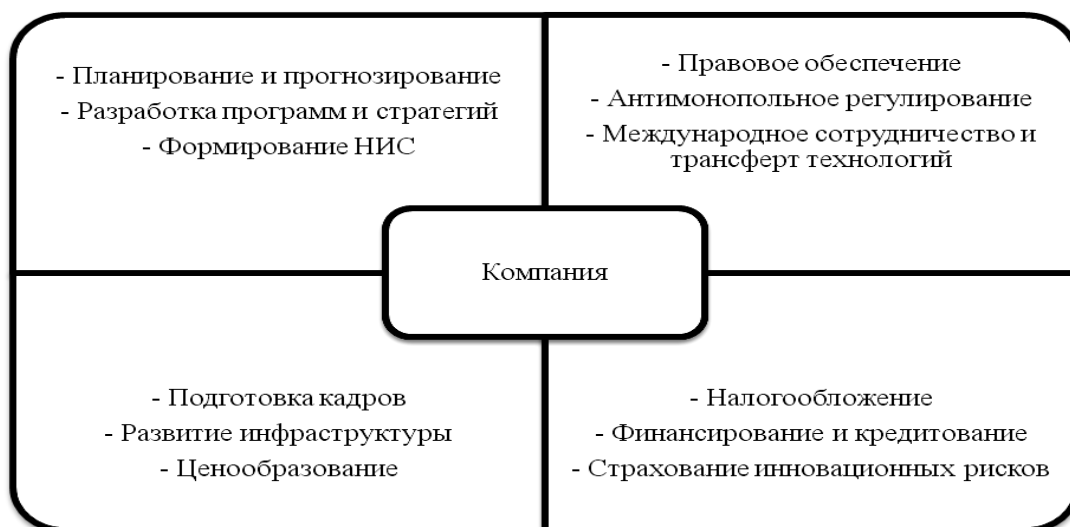 - Планирование и прогнозирование
- Разработка программ и стратегий
- Формирование НИС
- Правовое обеспечение
- Антимонопольное регулирование
- Международное сотрудничество и
трансферт технологий
Компания
- Подготовка кадров
- Развитие инфраструктуры
- Ценообразование
- Налогообложение
- Финансирование и кредитование
- Страхование инновационных рисков